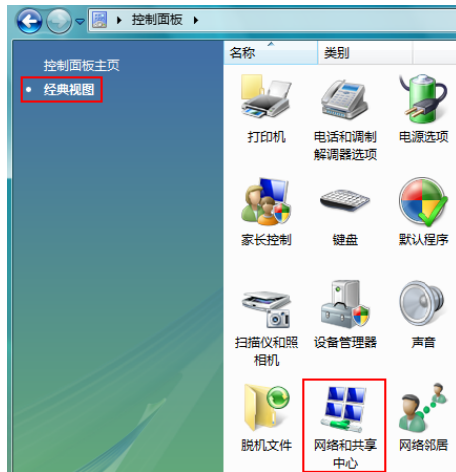 控制面板
控制面板主页
经典视图
名称 类别
打印机
电话和调制
解调器选项
电源选项
家长控制
键盘
默认程序
扫描仪和照
相机
设备管理器
声音
脱机文件
网络和共享
中心
网络邻居